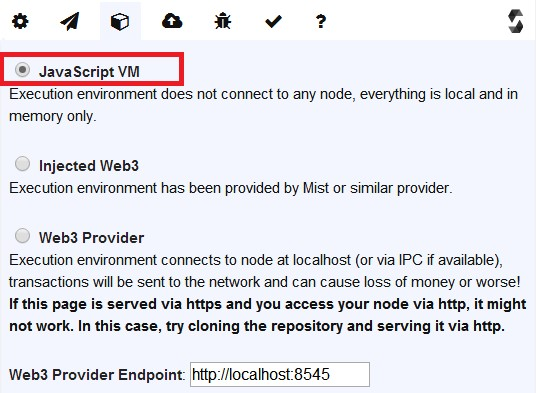 ?
JavaScript VM
Execution environment does not connect to any node, everything is local and in
memory only.
Injected Web3
Execution environment has been provided by Mist or similar provider.
Web3 Provider
Execution environment connects to node at localhost (or via IPC if available),
transactions will be sent to the network and can cause loss of money or worse!
If this page is served via https and you access your node via http, it might
not work. In this case, try cloning the repository and serving it via http.
Web3 Provider Endpoint: http://localhost:8545